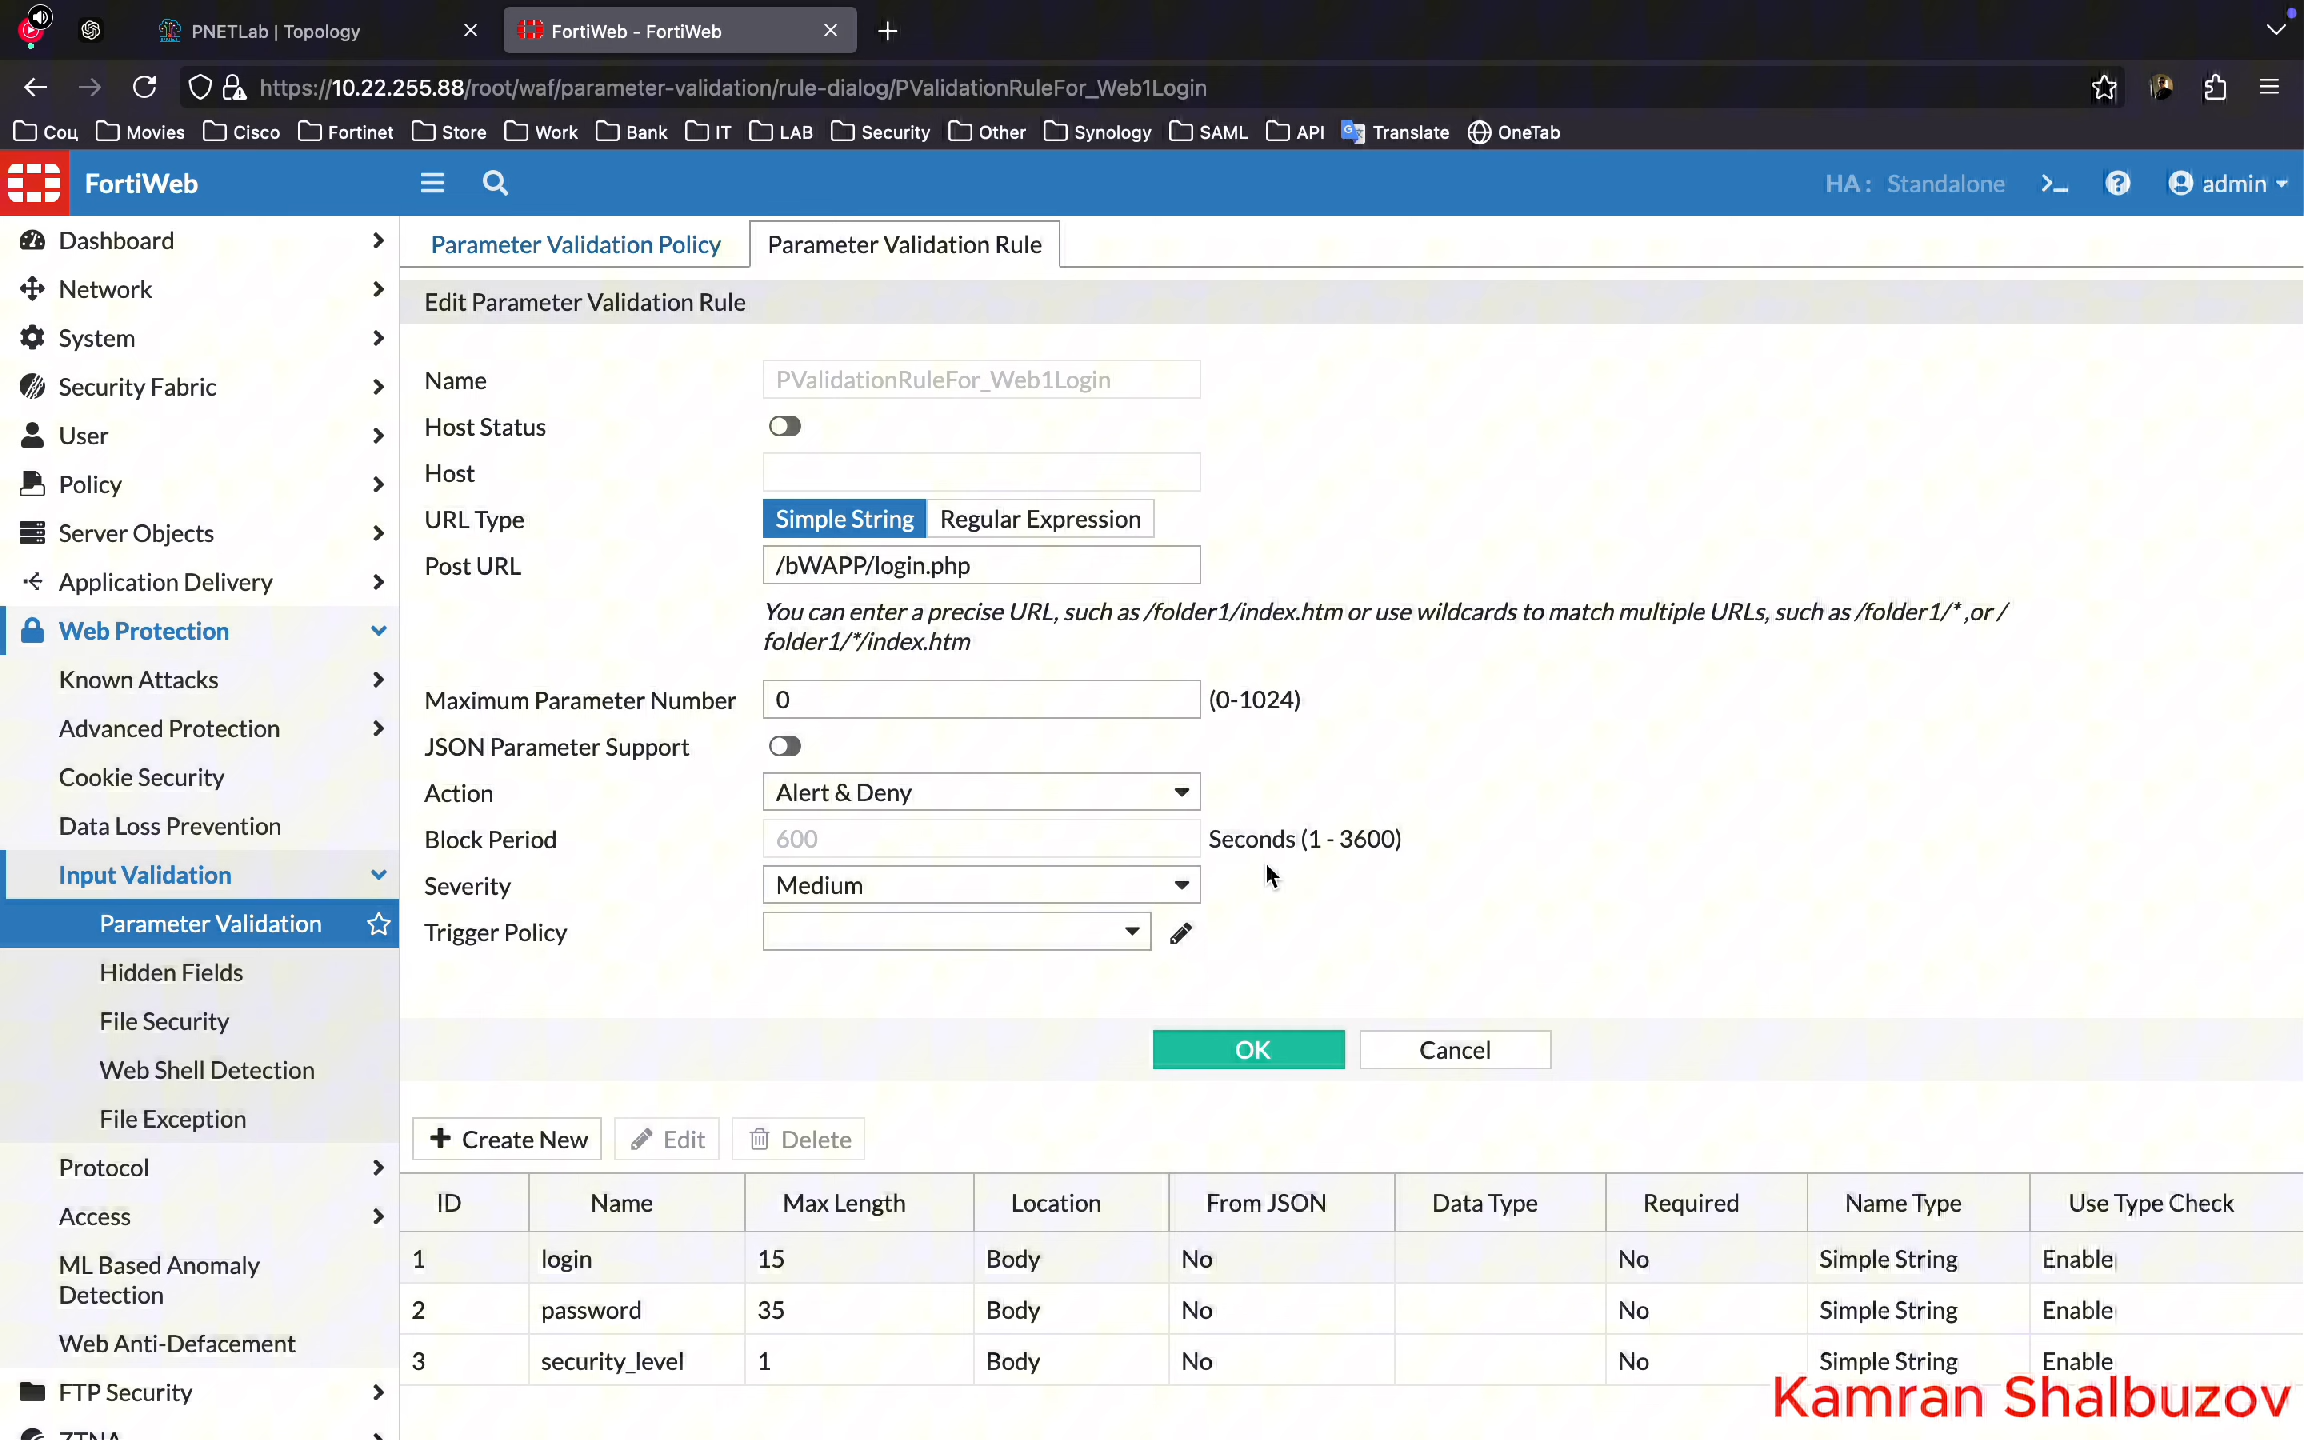 PNETLab | Topology
FortiWeb - FortiWeb
https://10.22.255.88/root/waf/parameter-validation/rule-dialog/PValidationRuleFor_Web1Login
Соц Movies Cisco Fortinet Store Work Bank IT LAB Security Other Synology SAML API Translate OneTab
FortiWeb
HA: Standalone
admin
Dashboard
Network
System
Security Fabric
User
Policy
Server Objects
Application Delivery
Web Protection
Known Attacks
Advanced Protection
Cookie Security
Data Loss Prevention
Input Validation
Parameter Validation
Hidden Fields
File Security
Web Shell Detection
File Exception
Protocol
Access
ML Based Anomaly
Detection
Web Anti-Defacement
FTP Security
ZTNA
Parameter Validation Policy
Parameter Validation Rule
Edit Parameter Validation Rule
Name PValidationRuleFor_Web1Login
Host Status
Host
URL Type Simple String Regular Expression
Post URL /bWAPP/login.php
You can enter a precise URL, such as /folder1/index.htm or use wildcards to match multiple URLs, such as /folder1/* ,or /
folder1/*/index.htm
Maximum Parameter Number 0 (0-1024)
JSON Parameter Support
Action Alert & Deny
Block Period 600 Seconds (1 - 3600)
Severity Medium
Trigger Policy
OK Cancel
Create New Edit Delete
ID Name Max Length Location From JSON Data Type Required Name Type Use Type Check
1 login 15 Body No No Simple String Enable
2 password 35 Body No No Simple String Enable
3 security_level 1 Body No No Simple String Enable
Kamran Shalbuzov